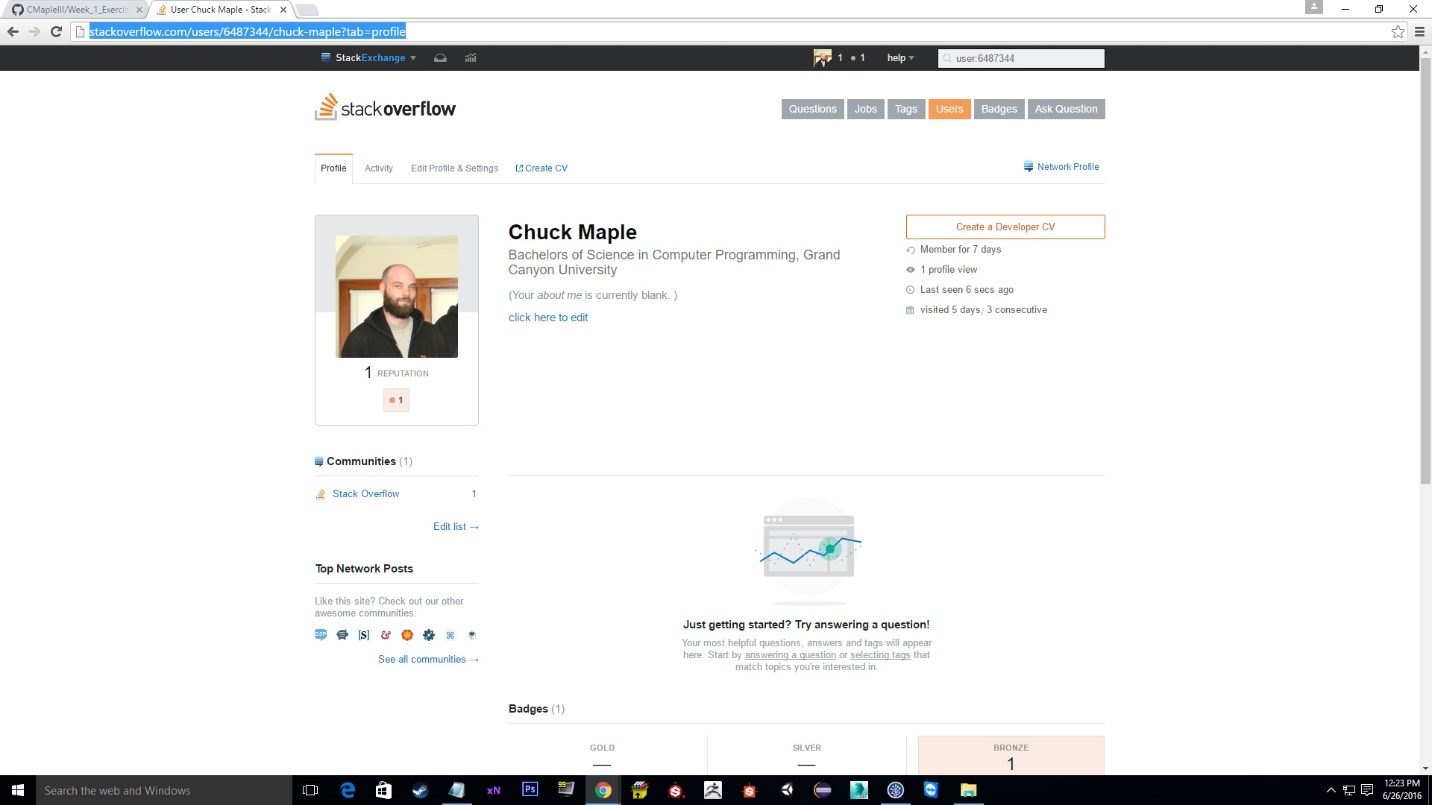 CMapleIII/Week_1_Exercis
User Chuck Maple - Stack
stackoverflow.com/users/6487344/chuck-maple?tab=profile
StackExchange
1 1
help
user:6487344
stackoverflow
Questions Jobs Tags Users Badges Ask Question
Profile Activity Edit Profile & Settings Create CV
Network Profile
Chuck Maple
Bachelors of Science in Computer Programming, Grand
Canyon University
(Your about me is currently blank. )
click here to edit
Create a Developer CV
Member for 7 days
1 profile view
Last seen 6 secs ago
visited 5 days, 3 consecutive
1 REPUTATION
1
Communities (1)
Stack Overflow 1
Edit list →
Top Network Posts
Like this site? Check out our other
awesome communities:
See all communities →
Just getting started? Try answering a question!
Your most helpful questions, answers and tags will appear
here. Start by answering a question or selecting tags that
match topics you're interested in.
Badges (1)
GOLD
—
SILVER
—
BRONZE
1
Search the web and Windows
xN
Ps
12:23 PM
6/26/2016